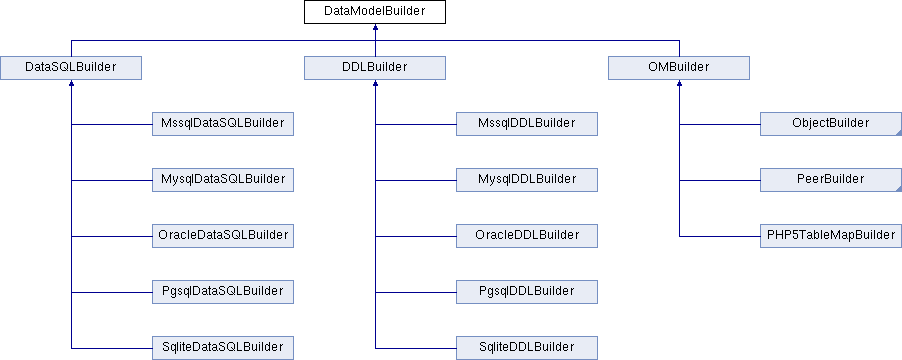 DataModelBuilder
DataSQLBuilder
DDLBuilder
OMBuilder
MssqlDataSQLBuilder
MssqlDDLBuilder
ObjectBuilder
MysqlDataSQLBuilder
MysqlDDLBuilder
PeerBuilder
OracleDataSQLBuilder
OracleDDLBuilder
PHP5TableMapBuilder
PgsqlDataSQLBuilder
PgsqlDDLBuilder
SqliteDataSQLBuilder
SqliteDDLBuilder